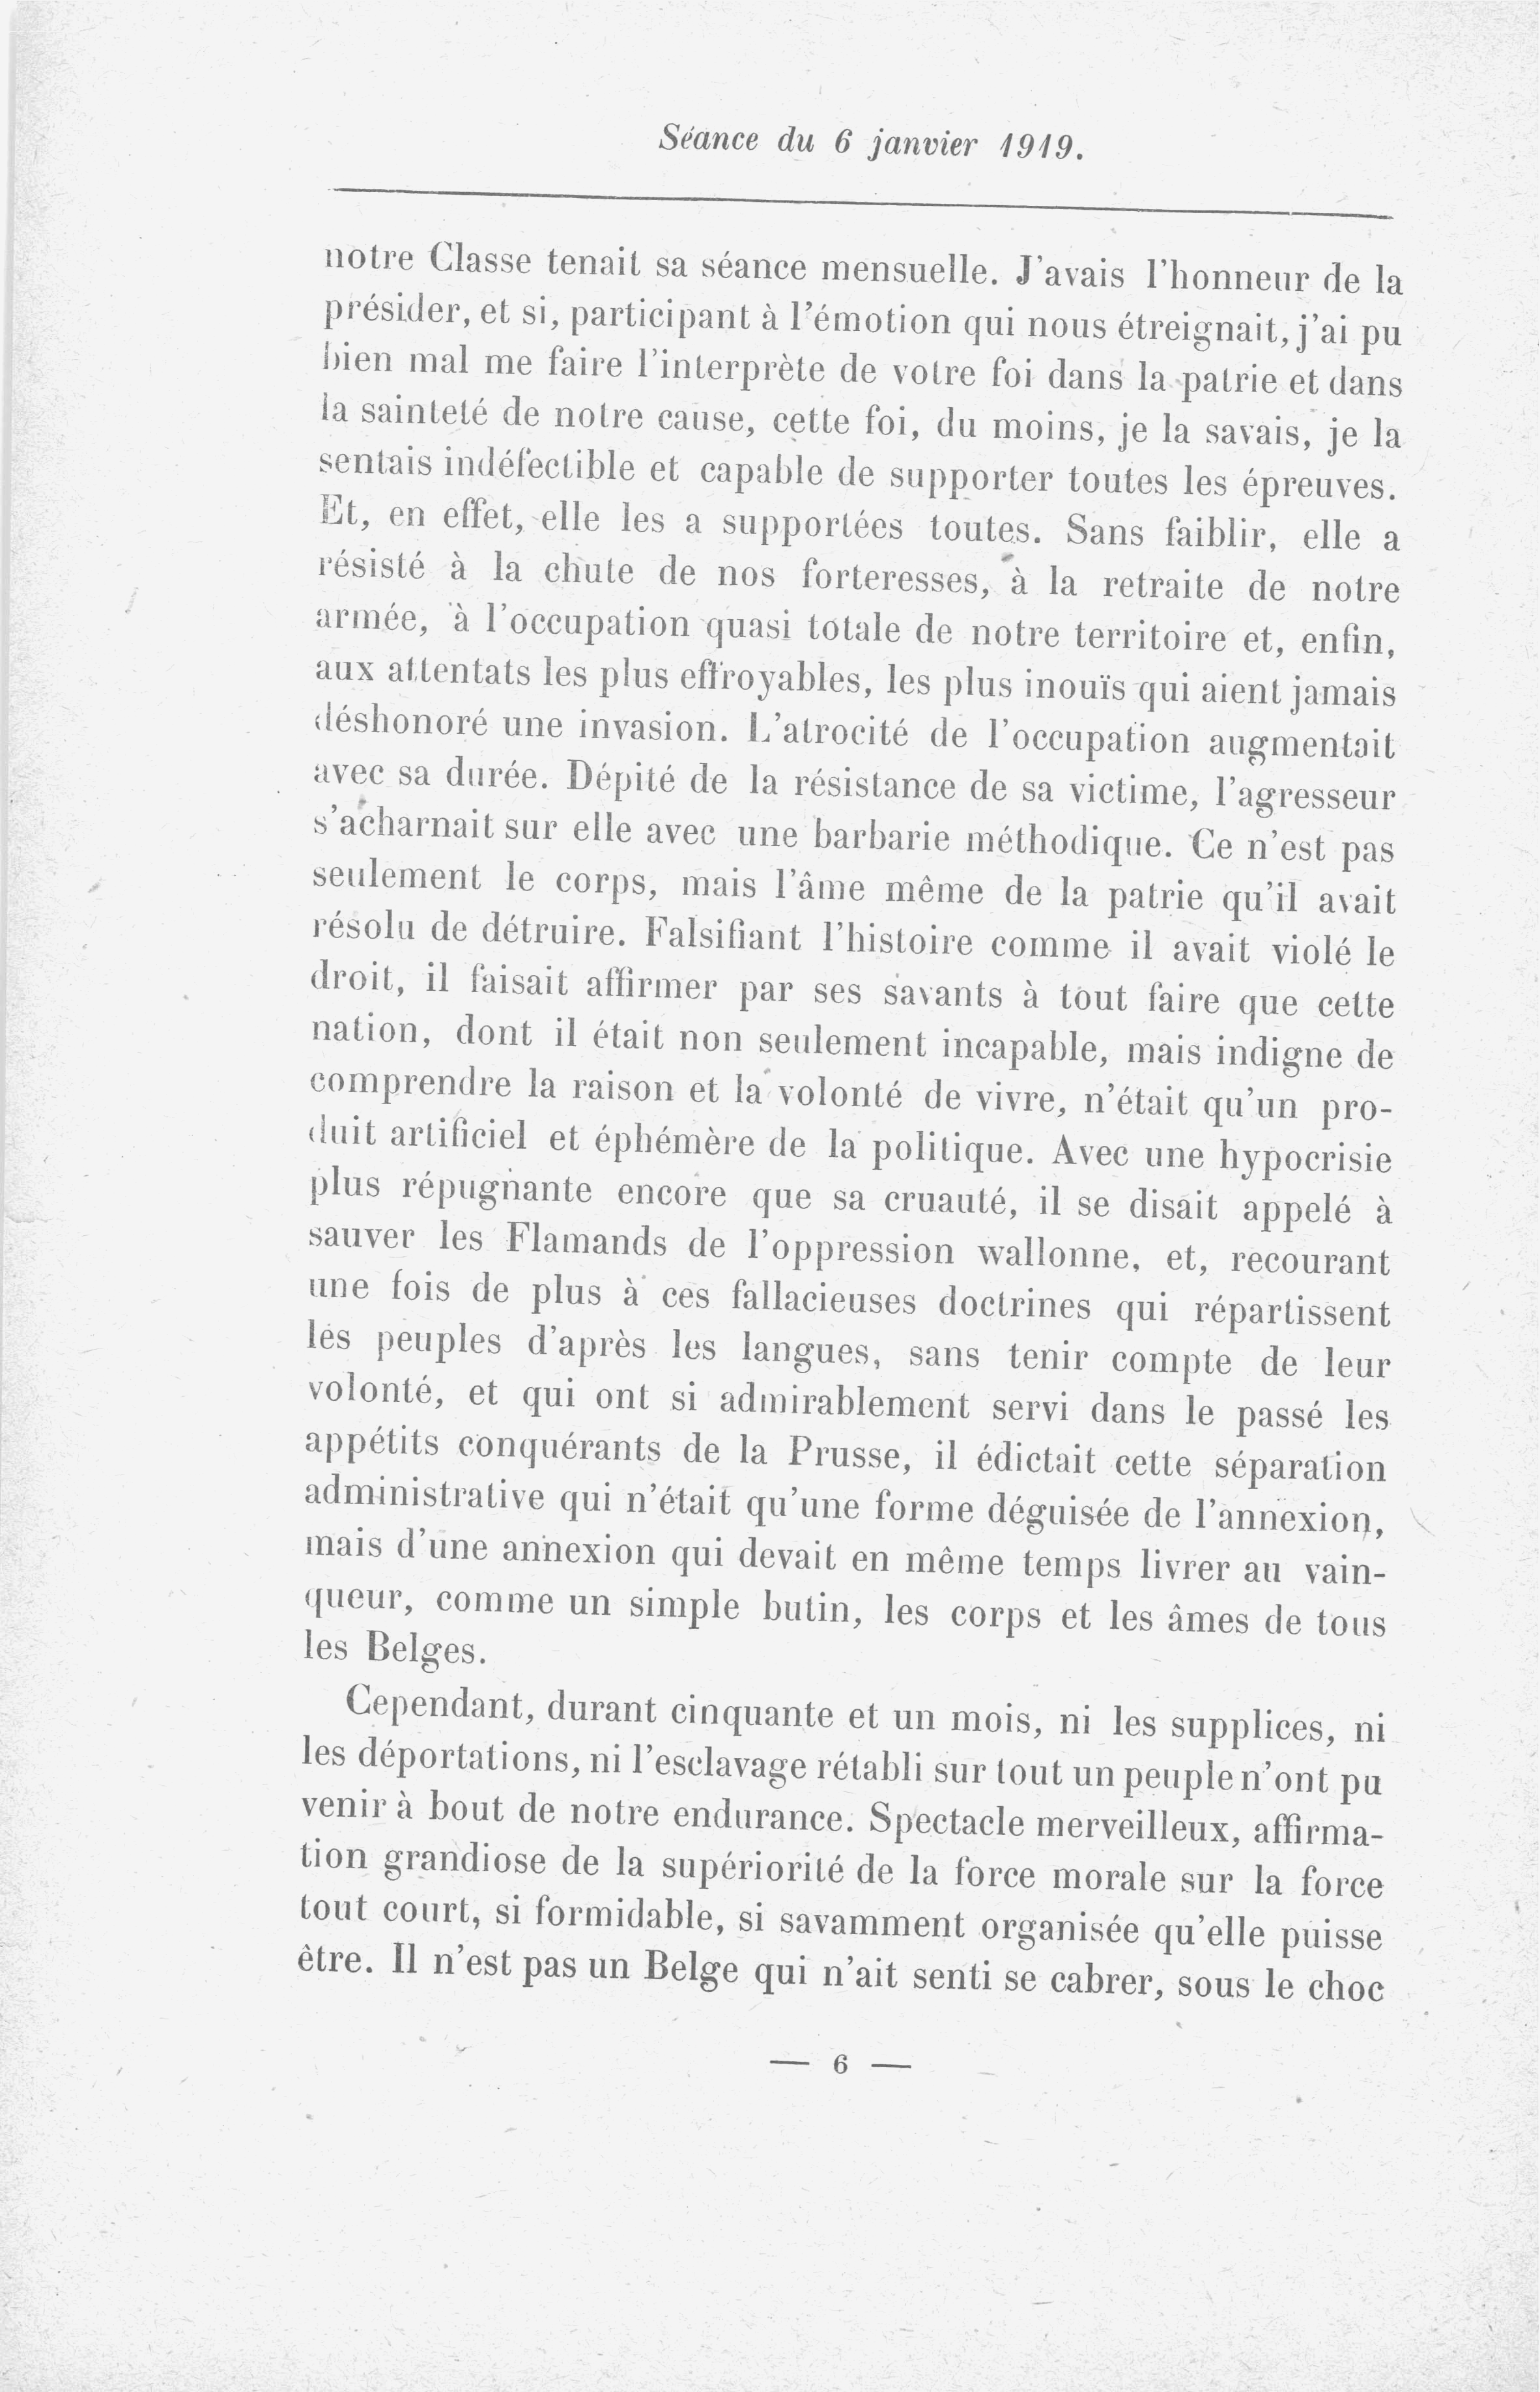 Séance du 6 janvier 1919.
notre Classe tenait sa séance mensuelle. J'avais l'honneur de la
présider, et si, participant à l'émotion qui nous étreignait, j'ai pu
bien mal me faire l'interprète de votre foi dans la patrie et dans
la sainteté de notre cause, cette foi, du moins, je la savais, je la
sentais indéfectible et capable de supporter toutes les épreuves.
Et, en effet, elle les a supportées toutes. Sans faiblir, elle a
résisté à la chute de nos forteresses, à la retraite de notre
armée, à l'occupation quasi totale de notre territoire et, enfin,
aux attentats les plus effroyables, les plus inouïs qui aient jamais
déshonoré une invasion. L'atrocité de l'occupation augmentait
avec sa durée. Dépité de la résistance de sa victime, l'agresseur
s'acharnait sur elle avec une barbarie méthodique. Ce n'est pas
seulement le corps, mais l'âme même de la patrie qu'il avait
résolu de détruire. Falsifiant l'histoire comme il avait violé le
droit, il faisait affirmer par ses savants à tout faire que cette
nation, dont il était non seulement incapable, mais indigne de
comprendre la raison et la volonté de vivre, n'était qu'un pro-
duit artificiel et éphémère de la politique. Avec une hypocrisie
plus répugnante encore que sa cruauté, il se disait appelé à
sauver les Flamands de l'oppression wallonne, et, recourant
une fois de plus à ces fallacieuses doctrines qui répartissent
les peuples d'après les langues, sans tenir compte de leur
volonté, et qui ont si admirablement servi dans le passé les
appétits conquérants de la Prusse, il édictait cette séparation
administrative qui n'était qu'une forme déguisée de l'annexion,
mais d'une annexion qui devait en même temps livrer au vain-
queur, comme un simple butin, les corps et les âmes de tous
les Belges.
Cependant, durant cinquante et un mois, ni les supplices, ni
les déportations, ni l'esclavage rétabli sur tout un peuple n'ont pu
venir à bout de notre endurance. Spectacle merveilleux, affirma-
tion grandiose de la supériorité de la force morale sur la force
tout court, si formidable, si savamment organisée qu'elle puisse
être. Il n'est pas un Belge qui n'ait senti se cabrer, sous le choc
— 6 —